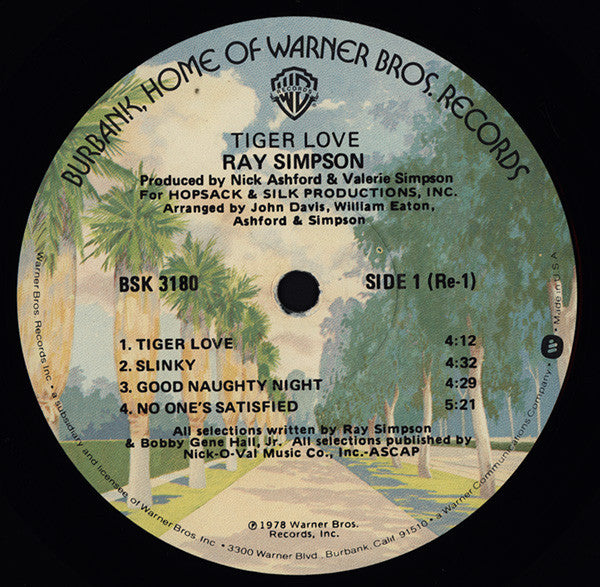 BURBANK, HOME OF WARNER BROS. RECORDS
WB
RECORDS
TIGER LOVE
RAY SIMPSON
Produced by Nick Ashford & Valerie Simpson
For HOPSACK & SILK PRODUCTIONS, INC.
Arranged by John Davis, William Eaton,
Ashford & Simpson
BSK 3180
SIDE 1 (Re-1)
1. TIGER LOVE 4:12
2. SLINKY 4:32
3. GOOD NAUGHTY NIGHT 4:29
4. NO ONE'S SATISFIED 5:21
All selections written by Ray Simpson
& Bobby Gene Hall, Jr. All selections published by
Nick-O-Val Music Co., Inc.-ASCAP
℗ 1978 Warner Bros.
Records, Inc.
Warner Bros. Records Inc. • a subsidiary and licensee of Warner Bros. Inc. • 3300 Warner Blvd., Burbank, Calif. 91510 • a Warner Communications Company • Made in U.S.A.